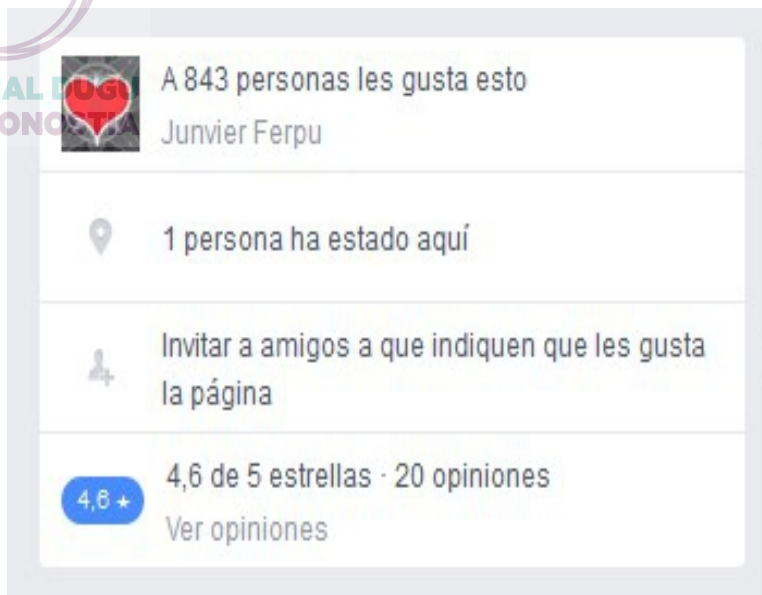 A 843 personas les gusta esto
Junvier Ferpu
1 persona ha estado aquí
Invitar a amigos a que indiquen que les gusta
la página
4,6 de 5 estrellas · 20 opiniones
4,6 ★
Ver opiniones